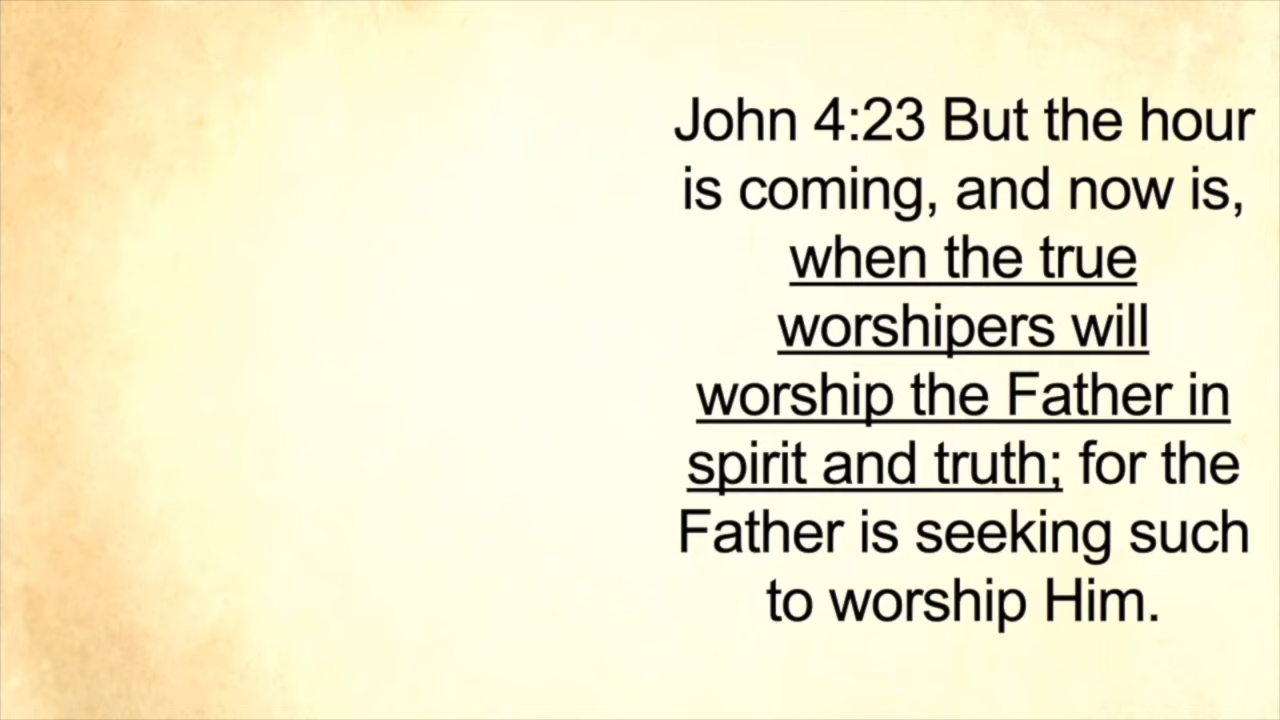 John 4:23 But the hour
is coming, and now is,
when the true
worshipers will
worship the Father in
spirit and truth; for the
Father is seeking such
to worship Him.